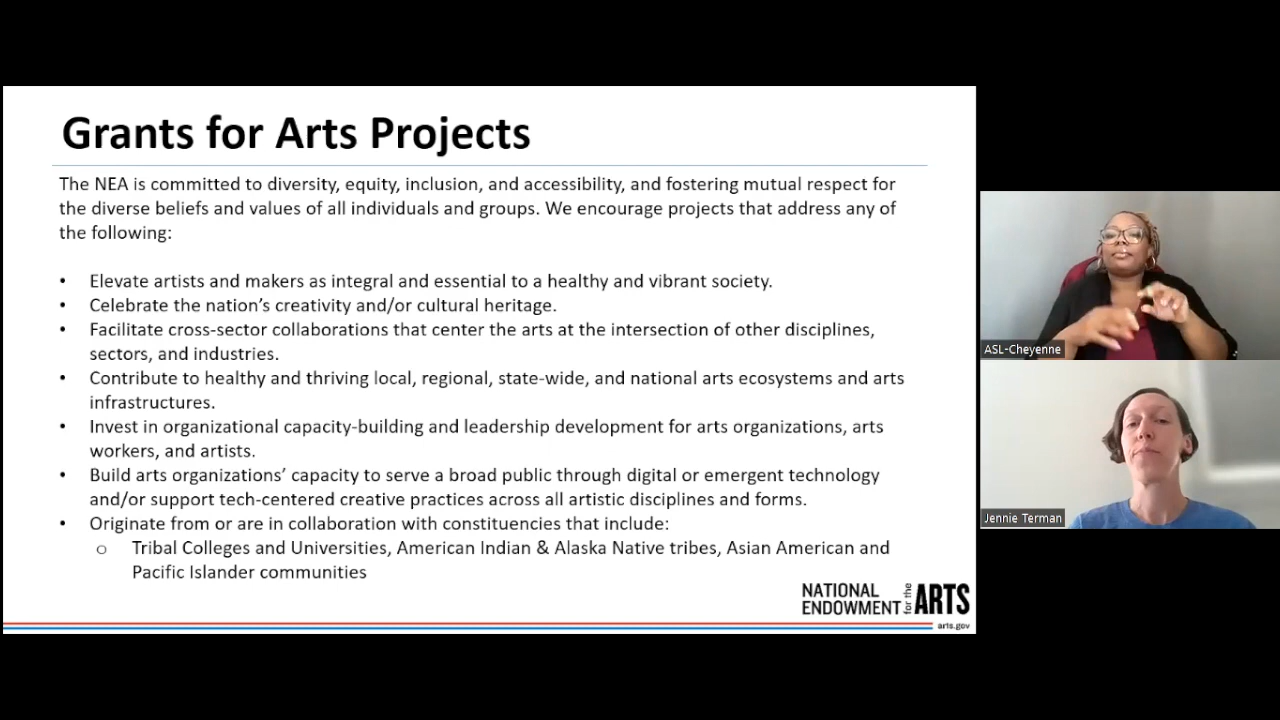 Grants for Arts Projects
The NEA is committed to diversity, equity, inclusion, and accessibility, and fostering mutual respect for
the diverse beliefs and values of all individuals and groups. We encourage projects that address any of
the following:
• Elevate artists and makers as integral and essential to a healthy and vibrant society.
• Celebrate the nation’s creativity and/or cultural heritage.
• Facilitate cross-sector collaborations that center the arts at the intersection of other disciplines,
sectors, and industries.
• Contribute to healthy and thriving local, regional, state-wide, and national arts ecosystems and arts
infrastructures.
• Invest in organizational capacity-building and leadership development for arts organizations, arts
workers, and artists.
• Build arts organizations’ capacity to serve a broad public through digital or emergent technology
and/or support tech-centered creative practices across all artistic disciplines and forms.
• Originate from or are in collaboration with constituencies that include:
o Tribal Colleges and Universities, American Indian & Alaska Native tribes, Asian American and
Pacific Islander communities
NATIONAL
ENDOWMENT for the ARTS
arts.gov
ASL-Cheyenne
Jennie Terman